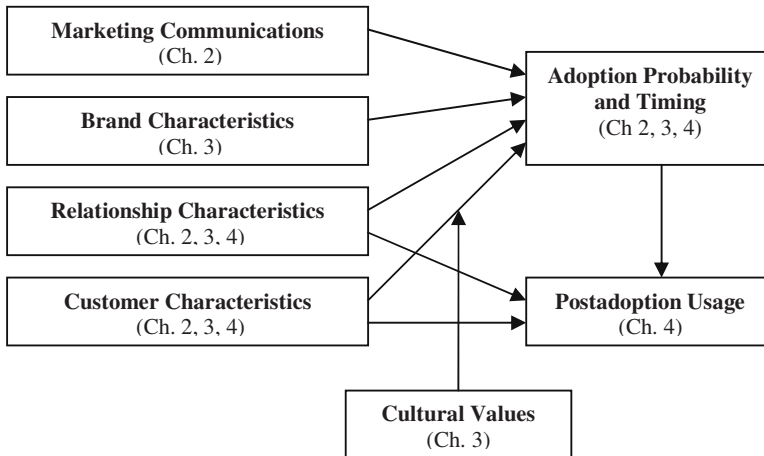 Marketing Communications
(Ch. 2)
Brand Characteristics
(Ch. 3)
Relationship Characteristics
(Ch. 2, 3, 4)
Customer Characteristics
(Ch. 2, 3, 4)
Adoption Probability
and Timing
(Ch 2, 3, 4)
Postadoption Usage
(Ch. 4)
Cultural Values
(Ch. 3)